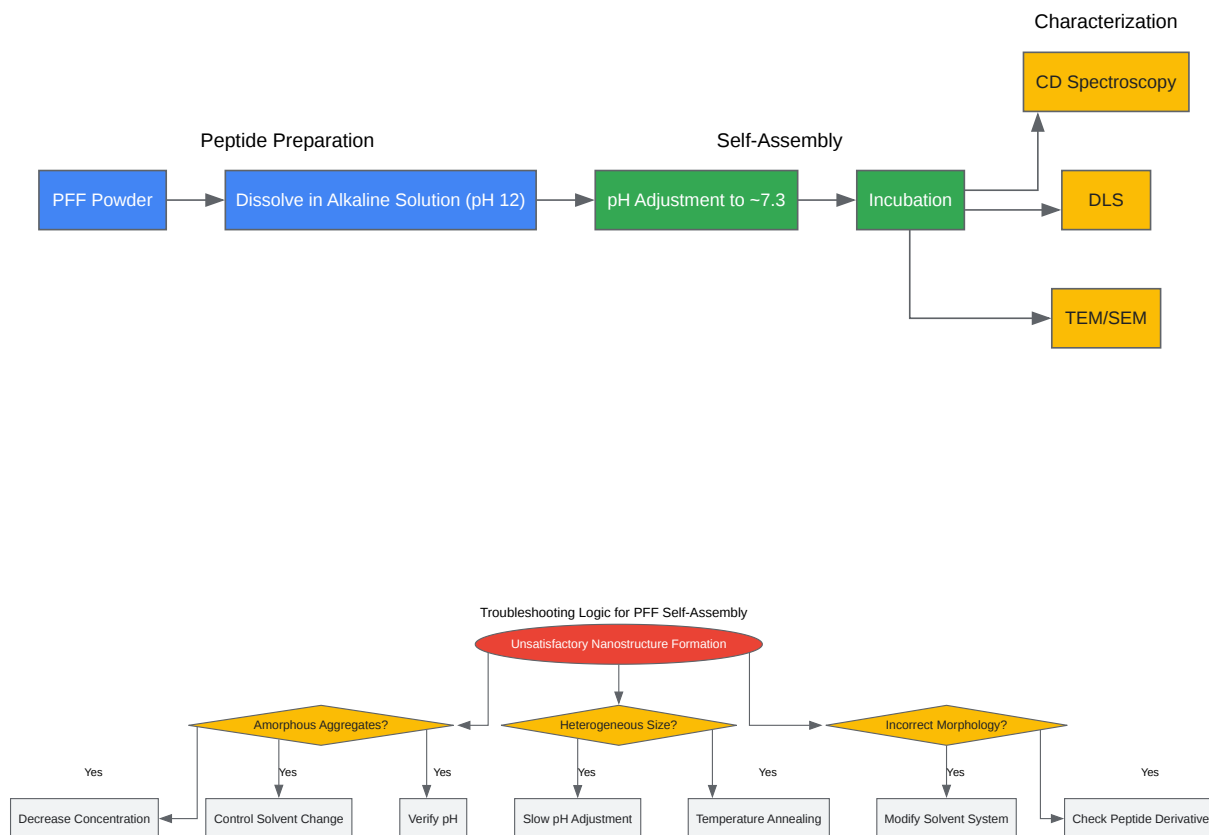 Characterization
CD Spectroscopy
Peptide Preparation
Self-Assembly
PFF Powder
Dissolve in Alkaline Solution (pH 12)
pH Adjustment to ~7.3
Incubation
DLS
TEM/SEM
Troubleshooting Logic for PFF Self-Assembly
Unsatisfactory Nanostructure Formation
Amorphous Aggregates?
Heterogeneous Size?
Incorrect Morphology?
Yes
Yes
Yes
Yes
Yes
Yes
Yes
Decrease Concentration
Control Solvent Change
Verify pH
Slow pH Adjustment
Temperature Annealing
Modify Solvent System
Check Peptide Derivative